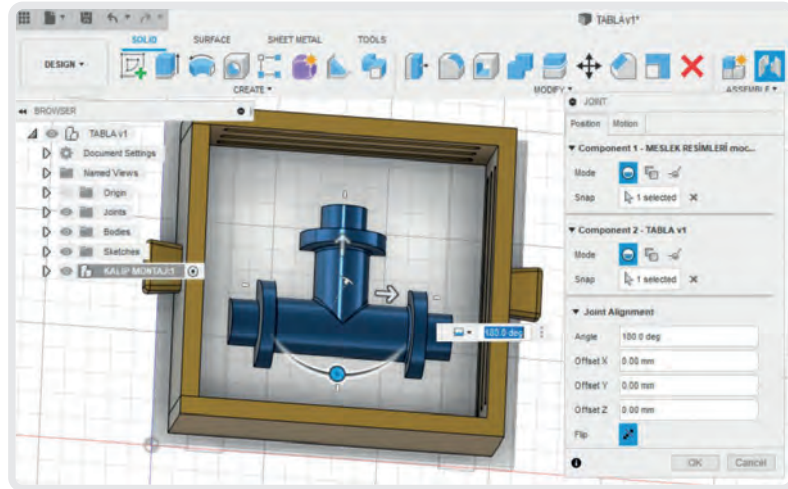 TABLA v1*
SOLID SURFACE SHEET METAL TOOLS
DESIGN
CREATE MODIFY ASSEMBLE
BROWSER
TABLA v1
Document Settings
Named Views
Origin
Joints
Bodies
Sketches
KALIP MONTAJ:1
180.0 deg
JOINT
Position Motion
Component 1 - MESLEK RESİMLERİ moc...
Mode
Snap 1 selected
Component 2 - TABLA v1
Mode
Snap 1 selected
Joint Alignment
Angle 180.0 deg
Offset X 0.00 mm
Offset Y 0.00 mm
Offset Z 0.00 mm
Flip
OK Cancel